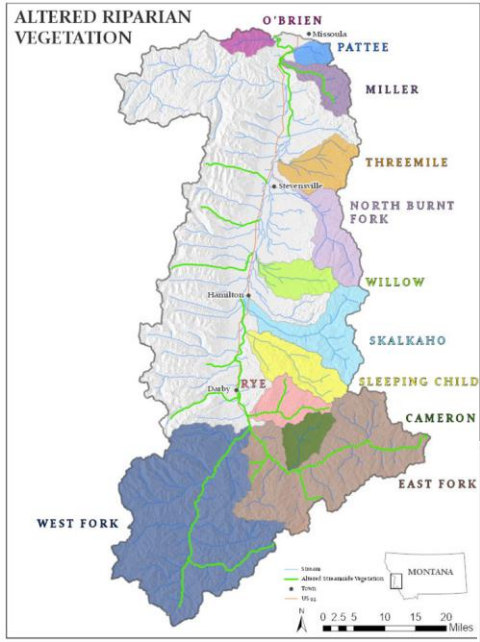 ALTERED RIPARIAN
VEGETATION
O'BRIEN
Missoula
PATTEE
MILLER
THREEMILE
Stevensville
NORTH BURNT
FORK
WILLOW
Hamilton
SKALKAHO
SLEEPING CHILD
RYE
Darby
CAMERON
EAST FORK
WEST FORK
Stream
Altered Streamside Vegetation
Town
US 93
MONTANA
N
0 2.5 5 10 15 20
Miles